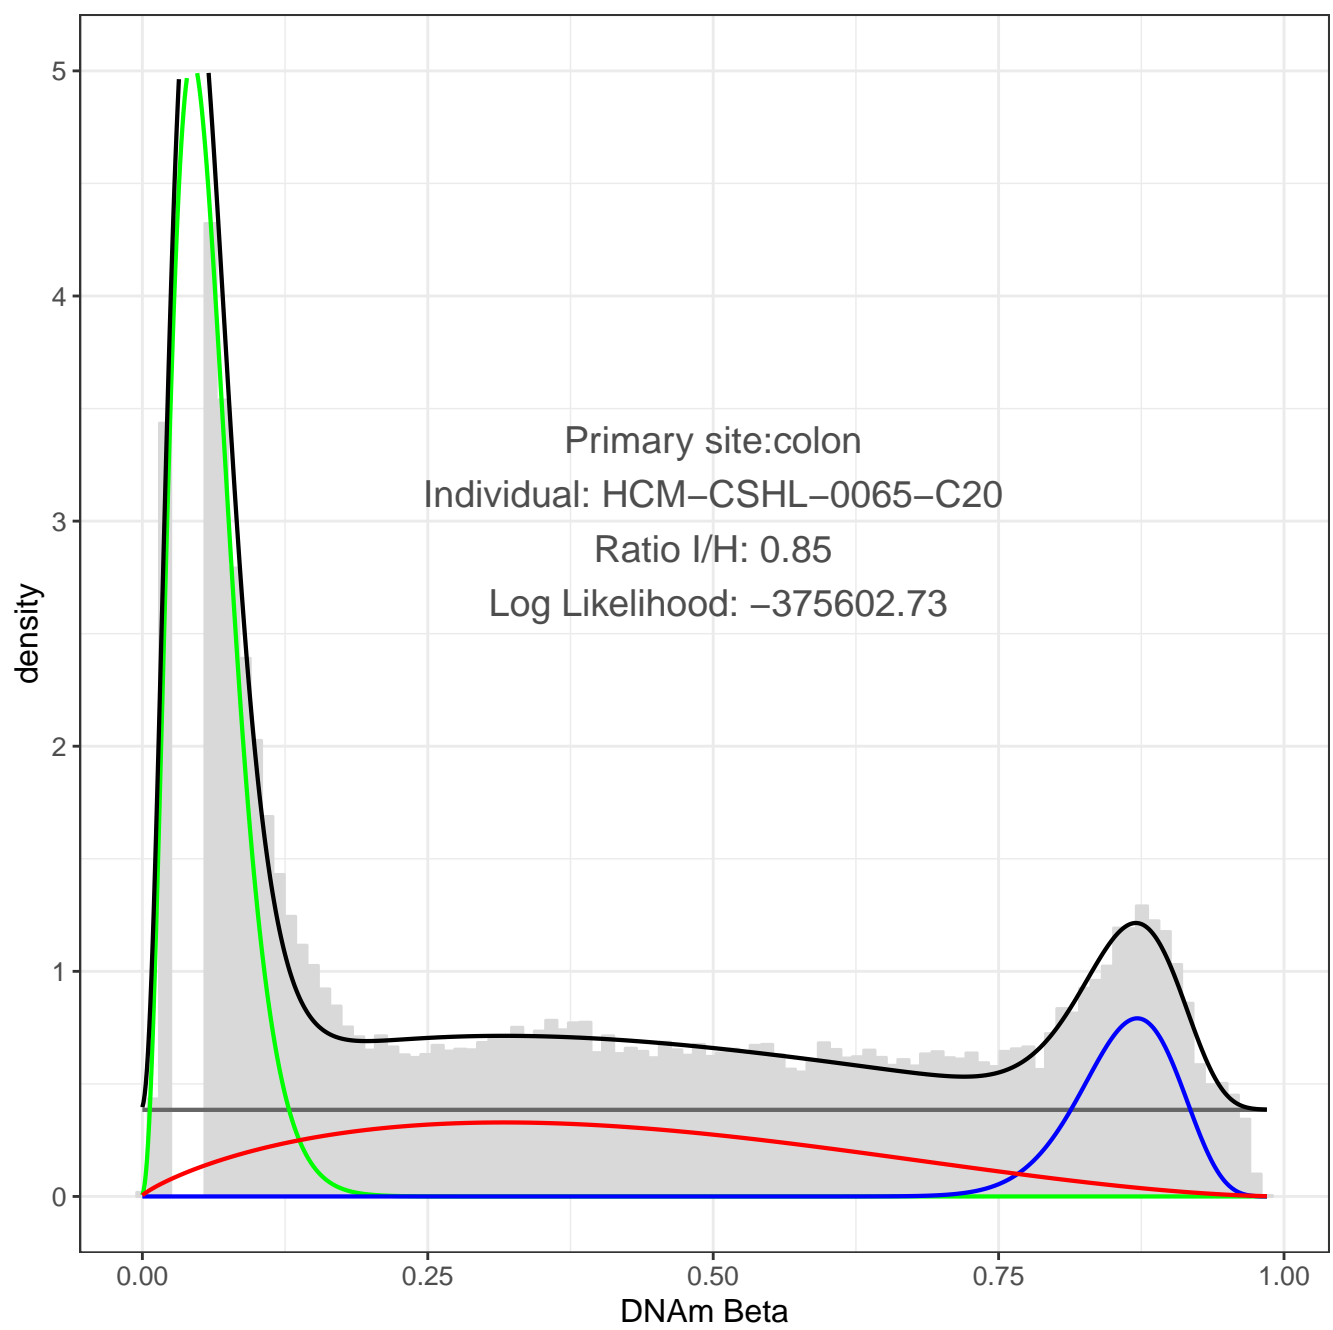 5
4
3
2
1
0
density
Primary site:colon
Individual: HCM−CSHL−0065−C20
Ratio I/H: 0.85
Log Likelihood: −375602.73
0.00 0.25 0.50 0.75 1.00
DNAm Beta